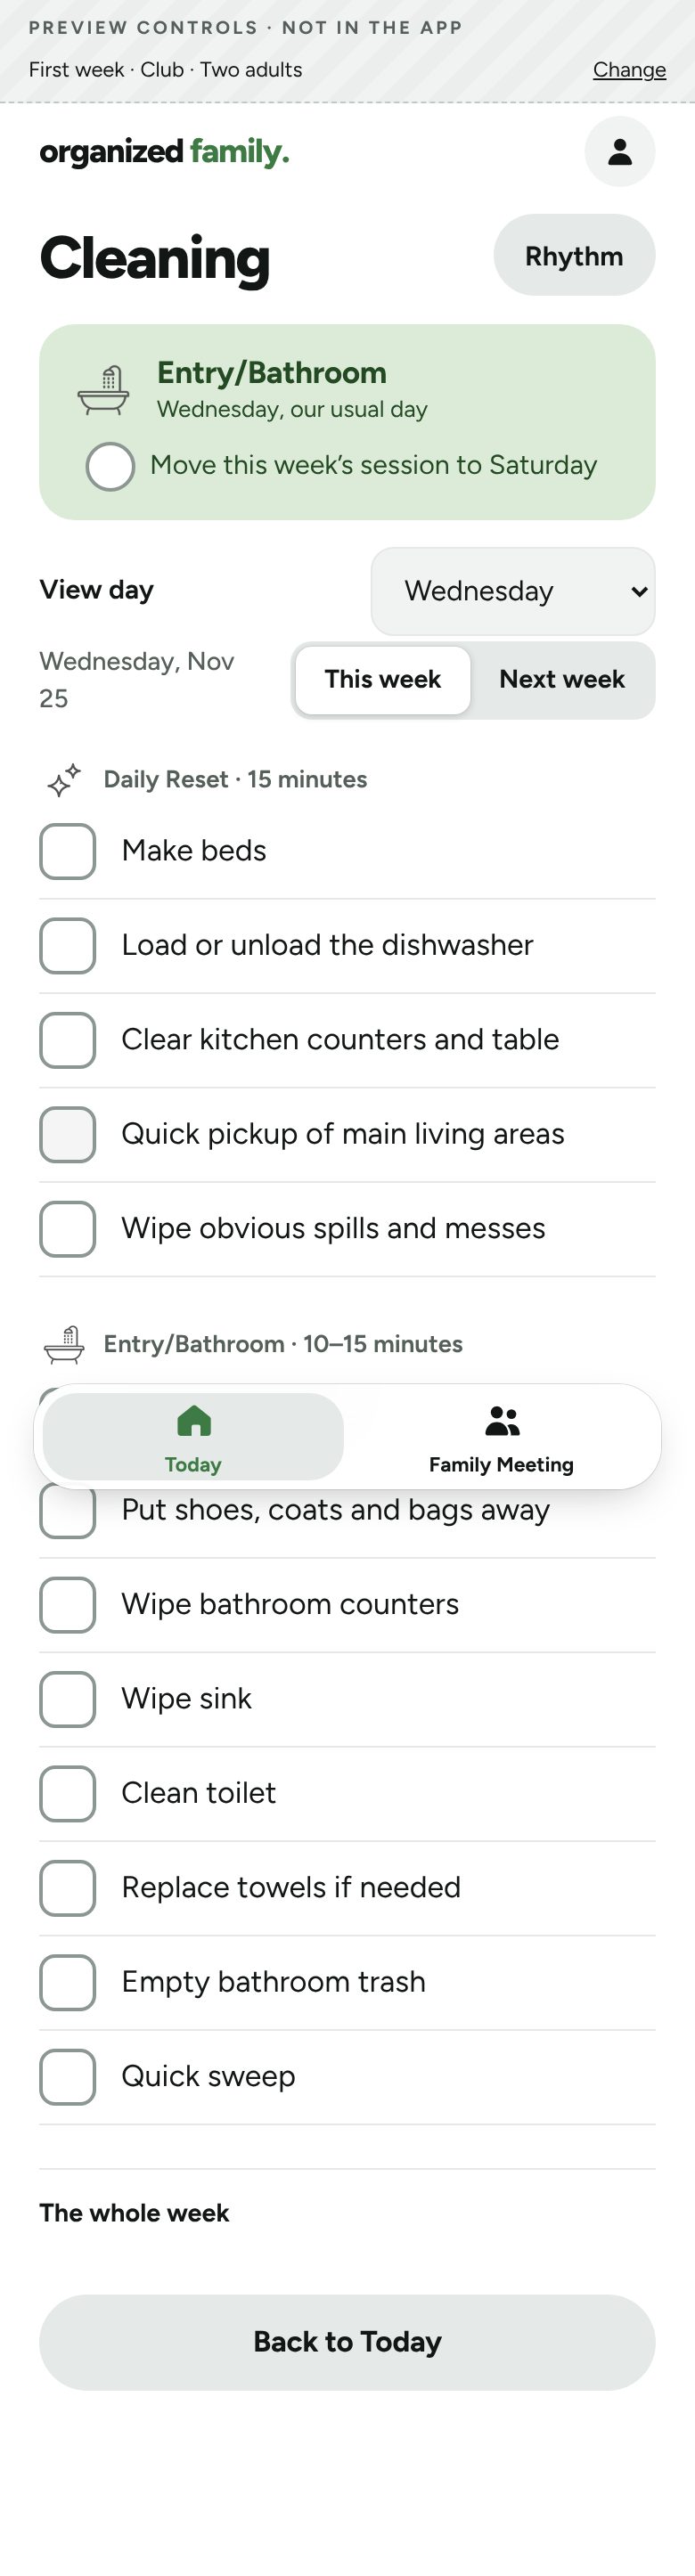 PREVIEW CONTROLS · NOT IN THE APP
First week · Club · Two adults
Change
organized family.
Cleaning
Rhythm
Entry/Bathroom
Wednesday, our usual day
Move this week’s session to Saturday
View day
Wednesday
Wednesday, Nov
25
This week
Next week
Daily Reset · 15 minutes
Make beds
Load or unload the dishwasher
Clear kitchen counters and table
Quick pickup of main living areas
Wipe obvious spills and messes
Entry/Bathroom · 10–15 minutes
Today
Family Meeting
Put shoes, coats and bags away
Wipe bathroom counters
Wipe sink
Clean toilet
Replace towels if needed
Empty bathroom trash
Quick sweep
The whole week
Back to Today